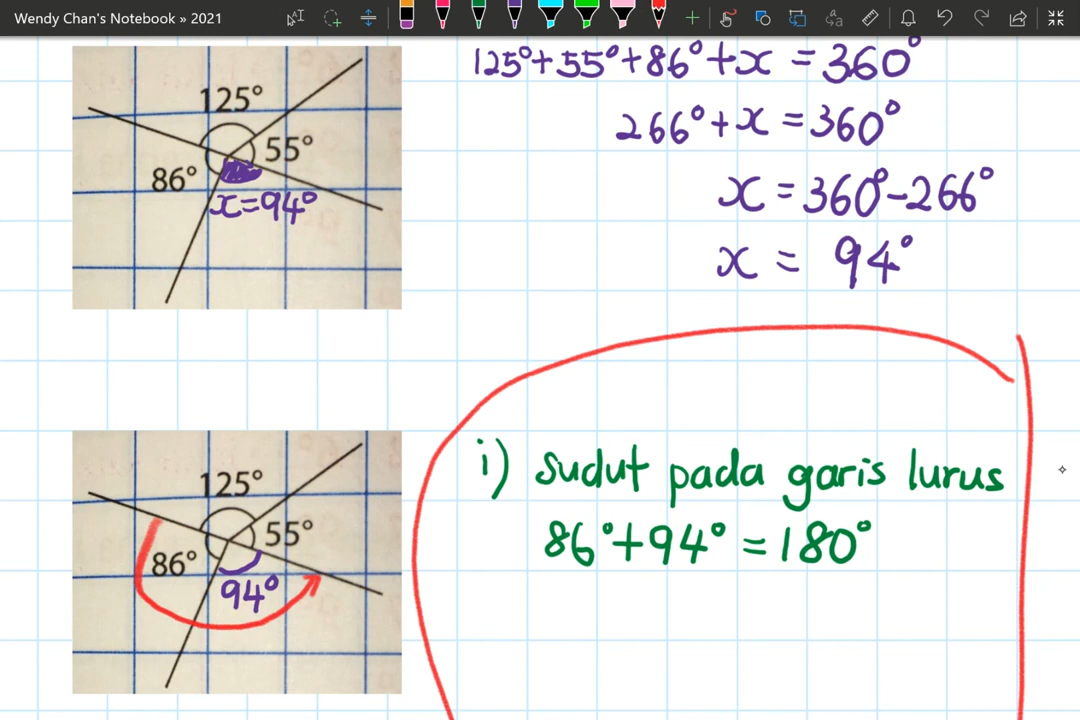 Wendy Chan's Notebook » 2021
125°+55°+86°+x = 360°
266°+x = 360°
x = 360°-266°
x = 94°
125°
55°
86°
x=94°
i) sudut pada garis lurus
86°+94° = 180°
125°
55°
86°
94°